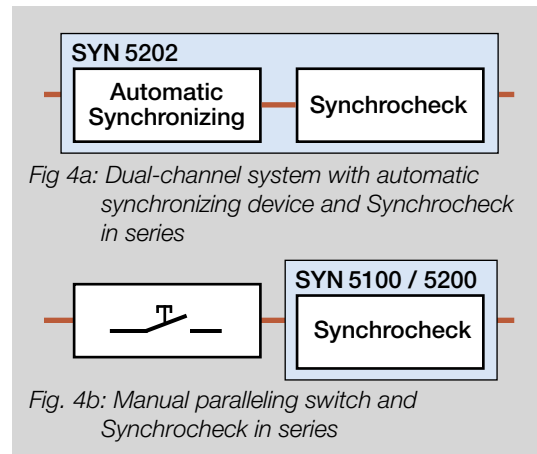 SYN 5202
Automatic
Synchronizing
Synchrocheck
Fig 4a: Dual-channel system with automatic
synchronizing device and Synchrocheck
in series
SYN 5100 / 5200
Synchrocheck
Fig. 4b: Manual paralleling switch and
Synchrocheck in series